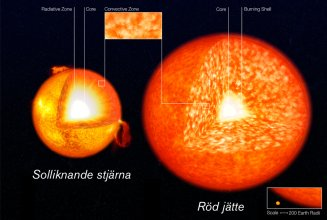 Radiative Zone Core Convective Zone Core Burning Shell
Solliknande stjärna
Röd jätte
Scale ~200 Earth Radii